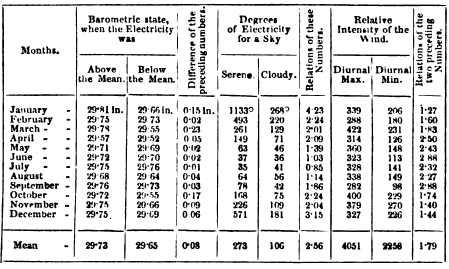 Months.
Barometric state,
when the Electricity
was
Above
the Mean.
Below
the Mean.
Difference of the
preceding numbers.
Degrees
of Electricity
for a Sky
Serene.
Cloudy.
Relations of these
Numbers.
Relative
Intensity of the
Wind.
Diurnal
Max.
Diurnal
Min.
Relations of the
two preceding
Numbers.
January - 29·81 in. 29·66 in. 0·15 in. 1133° 268° 4·23 339 206 1·27
February - 29·75 29 73 0·02 493 220 2·24 288 180 1·60
March - - 29·78 29·55 0·23 261 129 2·01 422 231 1·83
April - - 29·57 29·52 0·05 149 71 2·09 314 126 2·50
May - - 29·71 29·69 0·02 63 46 1·39 360 148 2·43
June - - 29·72 29·70 0·02 37 36 1·03 323 113 2 88
July - - 29·75 29·76 0·01 35 41 0·85 328 141 2·32
August - 29·68 29 64 0·04 64 56 1·14 338 149 2·27
September - 29·76 29·73 0·03 78 42 1·86 282 98 2·88
October - 29·72 29·55 0·17 168 75 2·24 400 229 1·74
November - 29·75 29·66 0·09 226 109 2·04 379 270 1·40
December - 29·75 29·69 0 06 571 181 3·15 327 226 1·44
Mean - 29·73 29·65 0·08 273 106 2·56 4051 2256 1·79